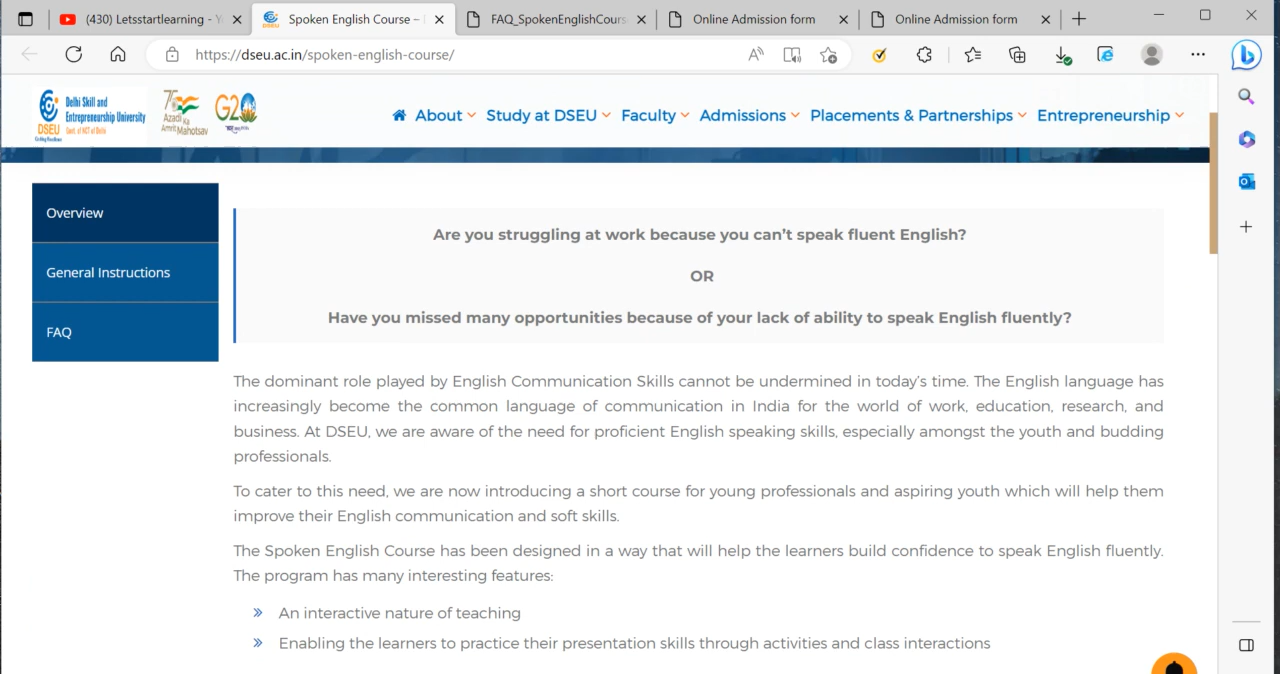 (430) Letsstartlearning - Y
Spoken English Course –
FAQ_SpokenEnglishCours
Online Admission form
Online Admission form
https://dseu.ac.in/spoken-english-course/
DSEU
Delhi Skill and
Entrepreneurship University
Govt. of NCT of Delhi
Azadi Ka
Amrit Mahotsav
G20
About
Study at DSEU
Faculty
Admissions
Placements & Partnerships
Entrepreneurship
Overview
General Instructions
FAQ
Are you struggling at work because you can’t speak fluent English?
OR
Have you missed many opportunities because of your lack of ability to speak English fluently?
The dominant role played by English Communication Skills cannot be undermined in today’s time. The English language has
increasingly become the common language of communication in India for the world of work, education, research, and
business. At DSEU, we are aware of the need for proficient English speaking skills, especially amongst the youth and budding
professionals.
To cater to this need, we are now introducing a short course for young professionals and aspiring youth which will help them
improve their English communication and soft skills.
The Spoken English Course has been designed in a way that will help the learners build confidence to speak English fluently.
The program has many interesting features:
An interactive nature of teaching
Enabling the learners to practice their presentation skills through activities and class interactions